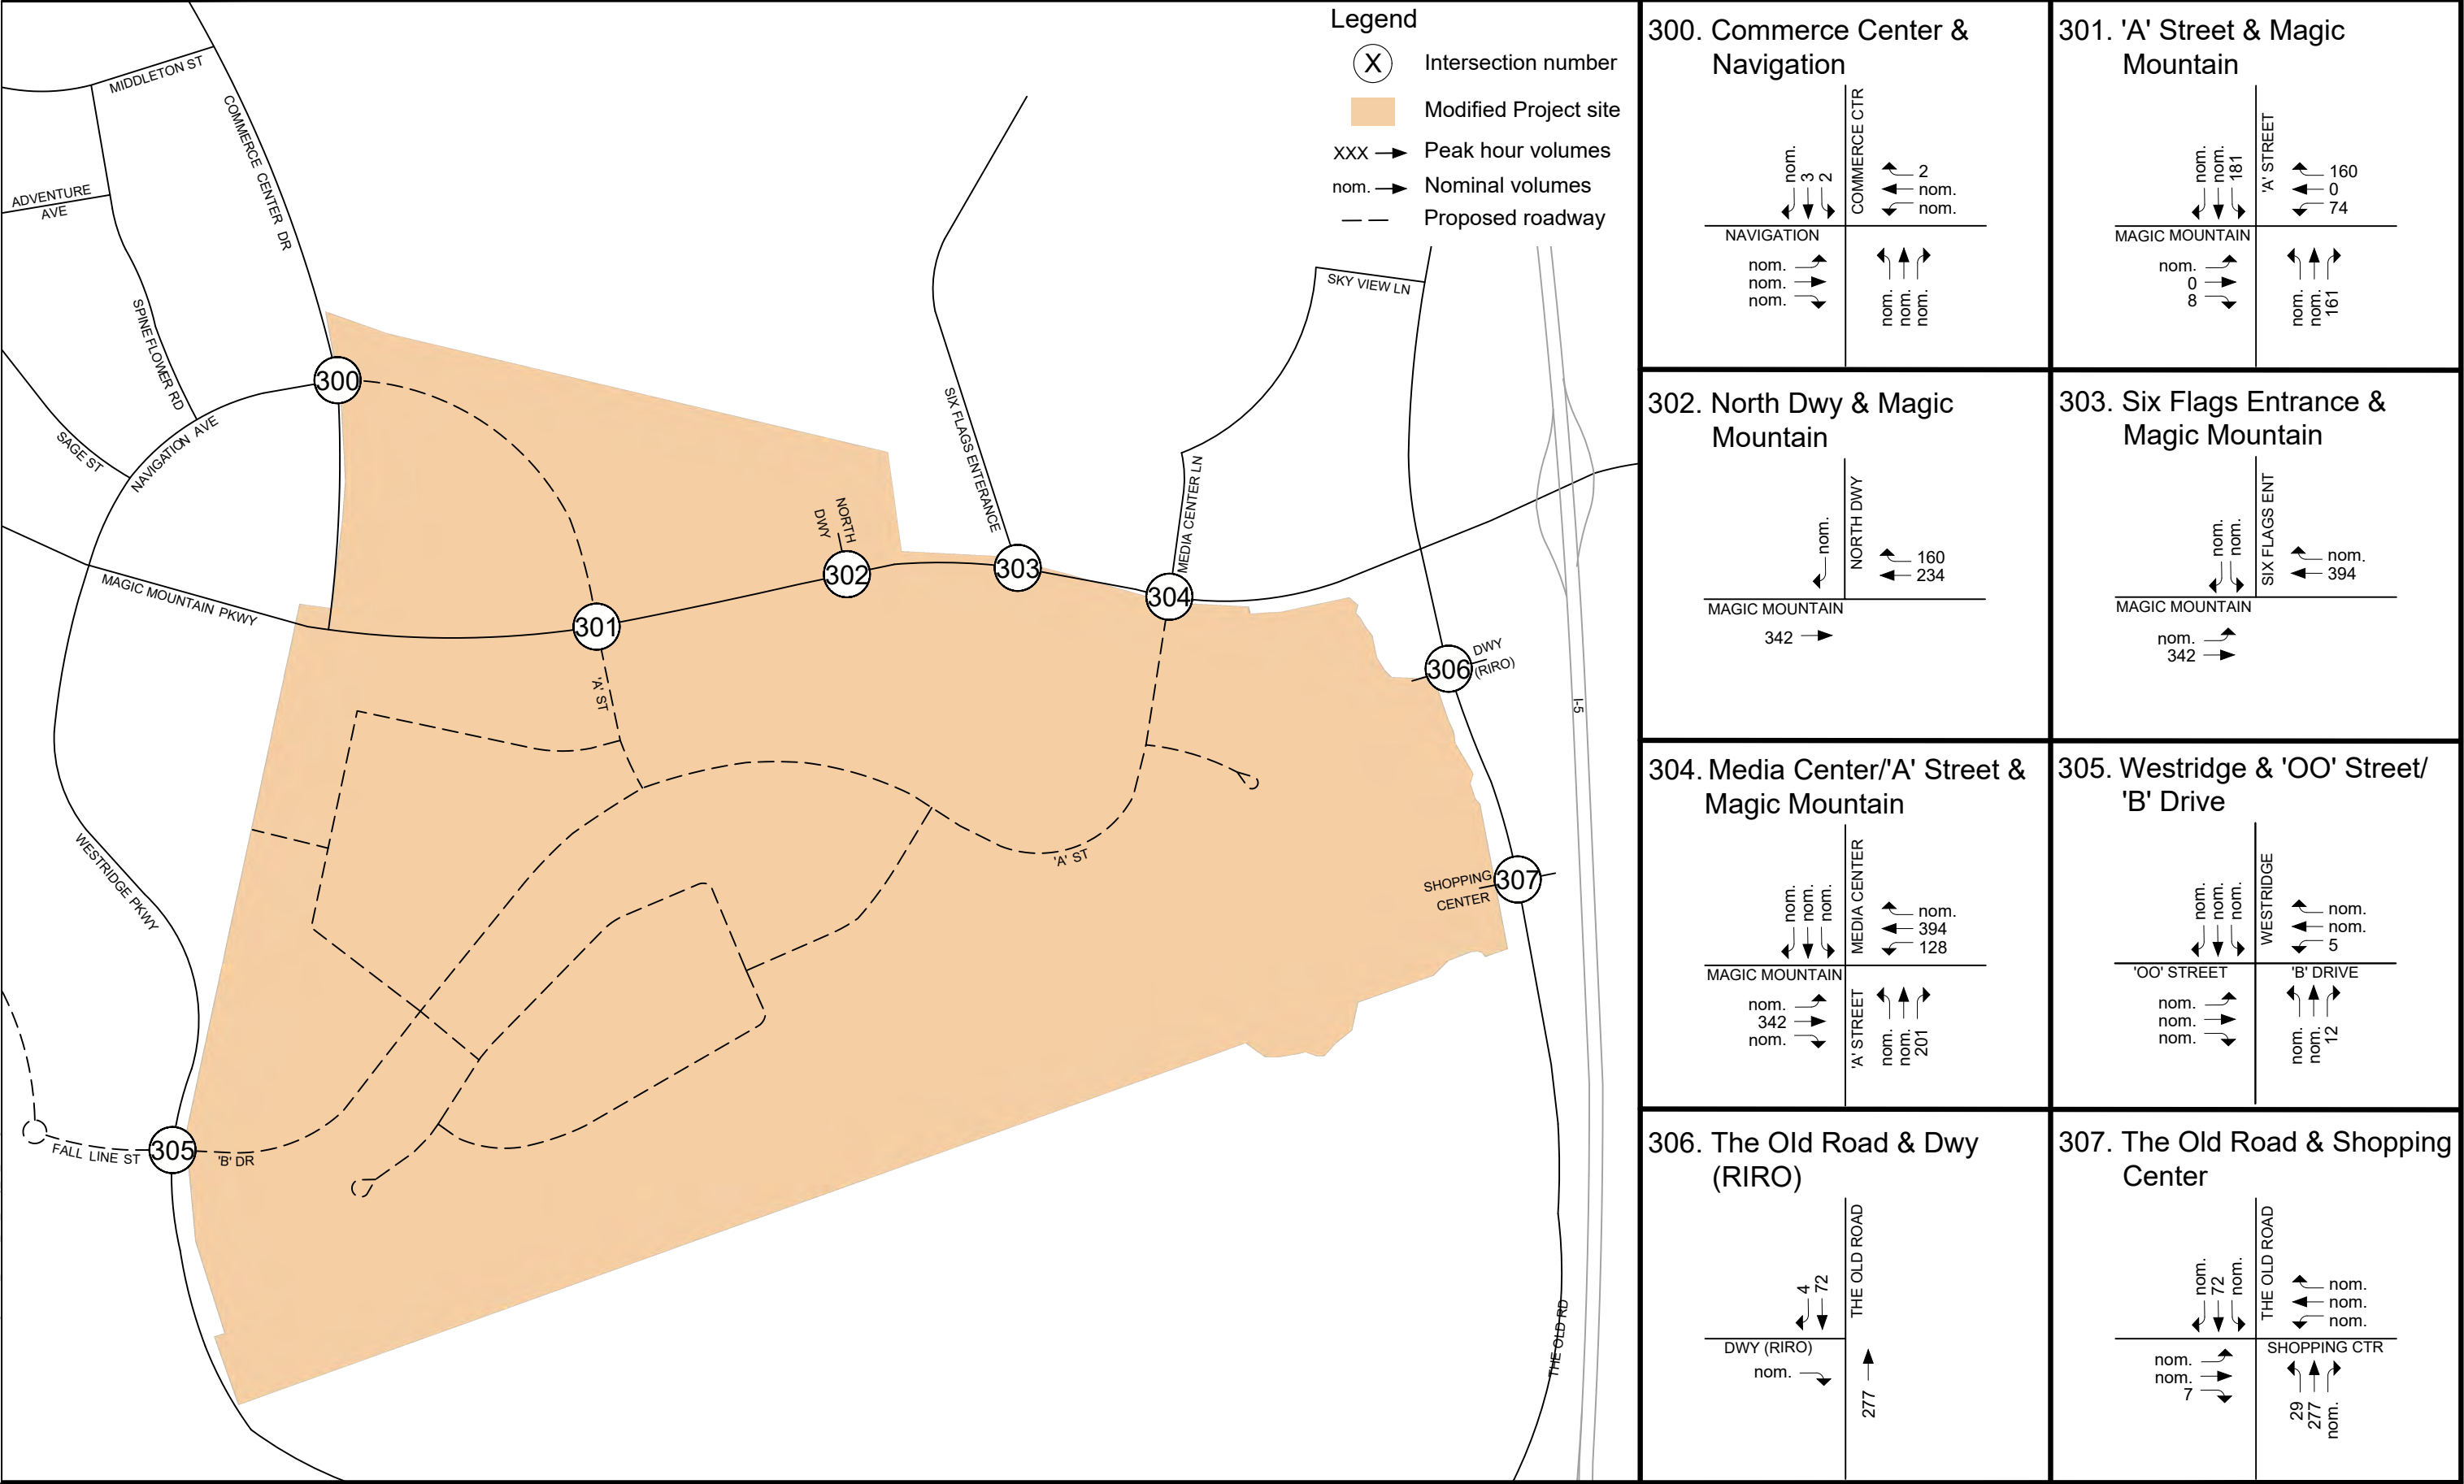 Legend
X Intersection number
Modified Project site
XXX Peak hour volumes
nom. Nominal volumes
Proposed roadway
MIDDLETON ST
COMMERCE CENTER DR
ADVENTURE
AVE
SPINEFLOWER RD
SAGE ST
NAVIGATION AVE
MAGIC MOUNTAIN PKWY
WESTRIDGE PKWY
FALL LINE ST
'B' DR
'A' ST
'A' ST
NORTH
DWY
SIX FLAGS ENTERANCE
MEDIA CENTER LN
SKY VIEW LN
DWY
(RIRO)
I-5
SHOPPING
CENTER
THE OLD RD
300
301
302
303
304
305
306
307
300. Commerce Center &
Navigation
COMMERCE CTR
nom.
3
2
2
nom.
nom.
NAVIGATION
nom.
nom.
nom.
nom.
nom.
nom.
301. 'A' Street & Magic
Mountain
'A' STREET
nom.
nom.
181
160
0
74
MAGIC MOUNTAIN
nom.
0
8
nom.
nom.
161
302. North Dwy & Magic
Mountain
NORTH DWY
nom.
160
234
MAGIC MOUNTAIN
342
303. Six Flags Entrance &
Magic Mountain
SIX FLAGS ENT
nom.
nom.
nom.
394
MAGIC MOUNTAIN
nom.
342
304. Media Center/'A' Street &
Magic Mountain
MEDIA CENTER
nom.
nom.
nom.
nom.
394
128
MAGIC MOUNTAIN
nom.
342
nom.
'A' STREET
nom.
nom.
201
305. Westridge & 'OO' Street/
'B' Drive
WESTRIDGE
nom.
nom.
nom.
nom.
nom.
5
'OO' STREET
'B' DRIVE
nom.
nom.
nom.
nom.
nom.
12
306. The Old Road & Dwy
(RIRO)
THE OLD ROAD
4
72
DWY (RIRO)
nom.
277
307. The Old Road & Shopping
Center
THE OLD ROAD
nom.
72
nom.
nom.
nom.
nom.
SHOPPING CTR
nom.
nom.
7
29
277
nom.